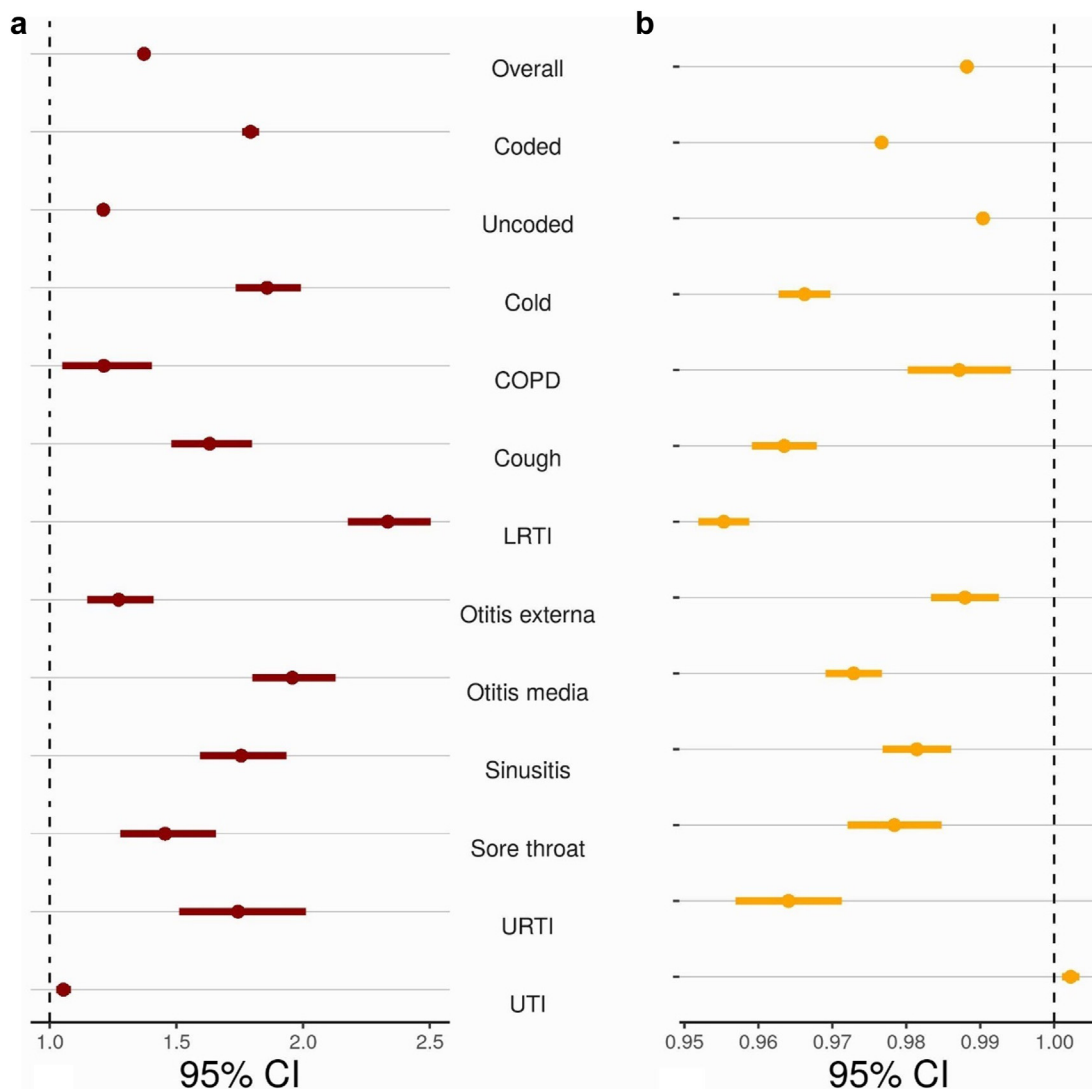 a
b
Overall
Coded
Uncoded
Cold
COPD
Cough
LRTI
Otitis externa
Otitis media
Sinusitis
Sore throat
URTI
UTI
1.0 1.5 2.0 2.5
95% CI
0.95 0.96 0.97 0.98 0.99 1.00
95% CI